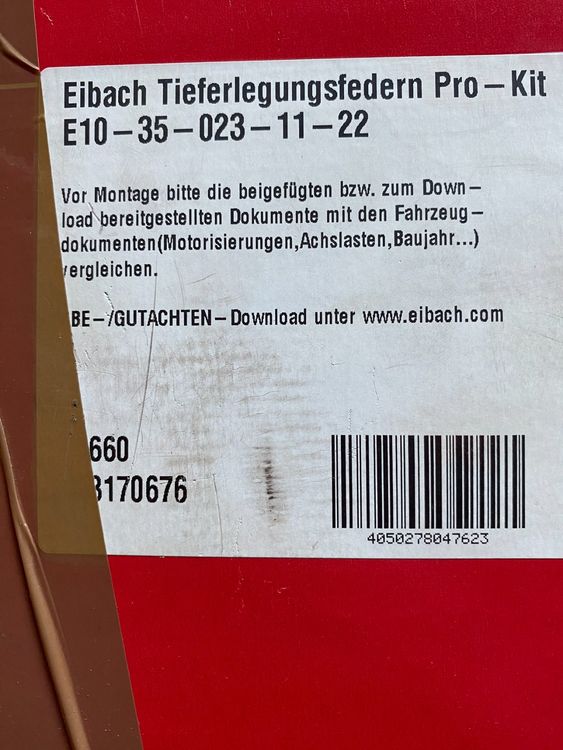 Eibach Tieferlegungsfedern Pro–Kit
E10–35–023–11–22
Vor Montage bitte die beigefügten bzw. zum Down–
load bereitgestellten Dokumente mit den Fahrzeug–
dokumenten(Motorisierungen,Achslasten,Baujahr...)
vergleichen.
BE–/GUTACHTEN–Download unter www.eibach.com
660
3170676
4050278047623